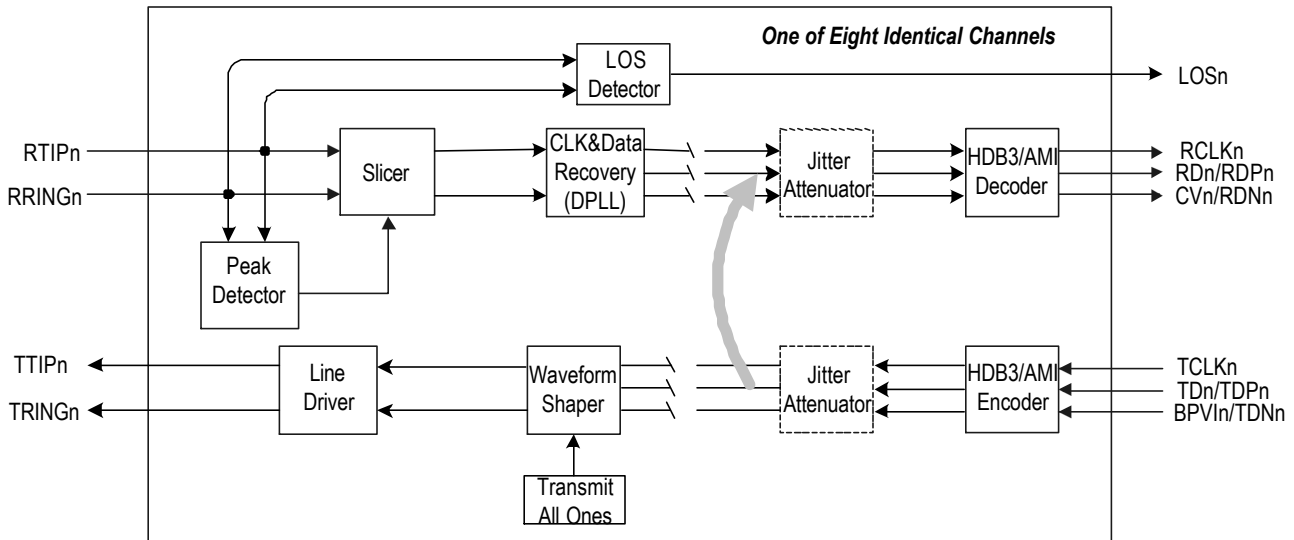 One of Eight Identical Channels
LOS
Detector
LOSn
RTIPn
RRINGn
Slicer
CLK&Data
Recovery
(DPLL)
Jitter
Attenuator
HDB3/AMI
Decoder
RCLKn
RDn/RDPn
CVn/RDNn
Peak
Detector
TTIPn
TRINGn
Line
Driver
Waveform
Shaper
Jitter
Attenuator
HDB3/AMI
Encoder
TCLKn
TDn/TDPn
BPVIn/TDNn
Transmit
All Ones